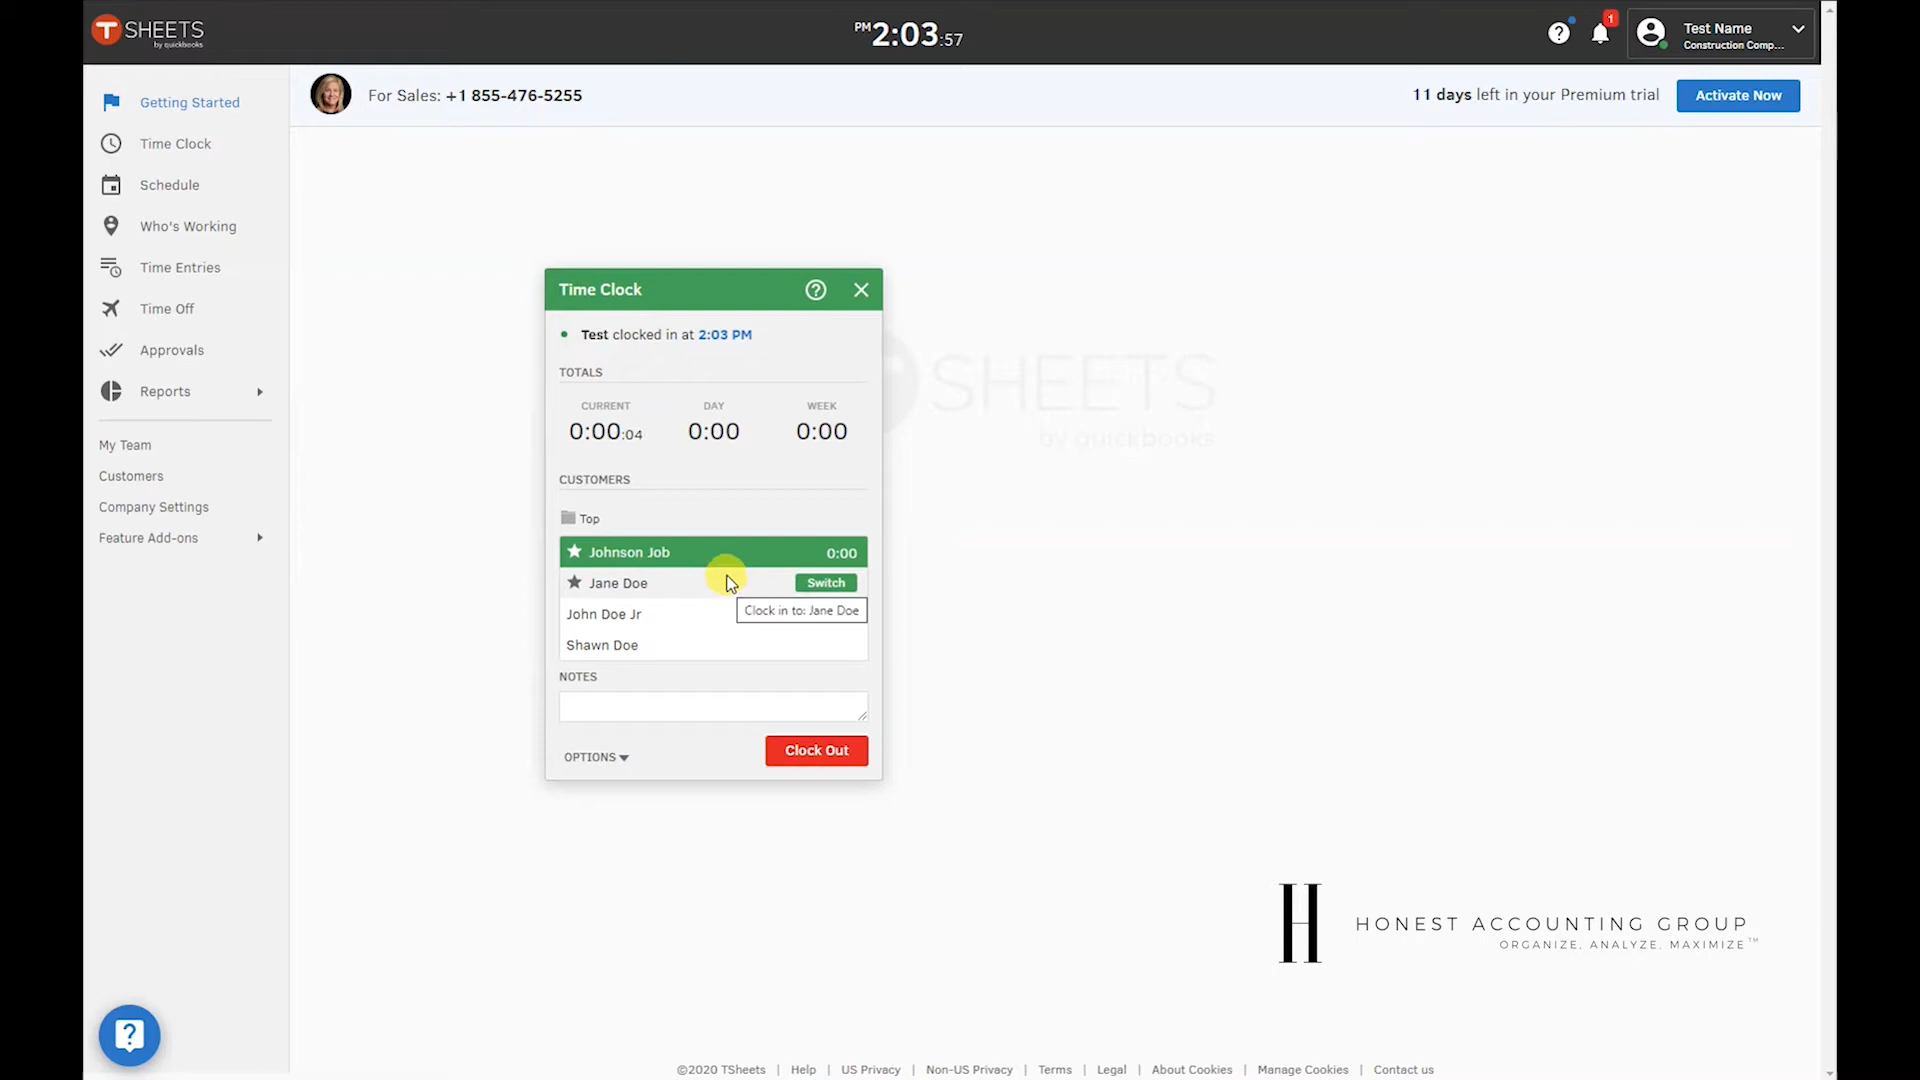 T SHEETS
by quickbooks
PM 2:03:57
1
Test Name
Construction Comp...
Getting Started
Time Clock
Schedule
Who's Working
Time Entries
Time Off
Approvals
Reports
My Team
Customers
Company Settings
Feature Add-ons
For Sales: +1 855-476-5255
11 days left in your Premium trial
Activate Now
Time Clock
Test clocked in at 2:03 PM
TOTALS
CURRENT DAY WEEK
0:00:04 0:00 0:00
CUSTOMERS
Top
Johnson Job 0:00
Jane Doe Switch
Clock in to: Jane Doe
John Doe Jr
Shawn Doe
NOTES
OPTIONS
Clock Out
SHEETS
by quickbooks
H HONEST ACCOUNTING GROUP
ORGANIZE, ANALYZE, MAXIMIZE™
©2020 TSheets | Help | US Privacy | Non-US Privacy | Terms | Legal | About Cookies | Manage Cookies | Contact us